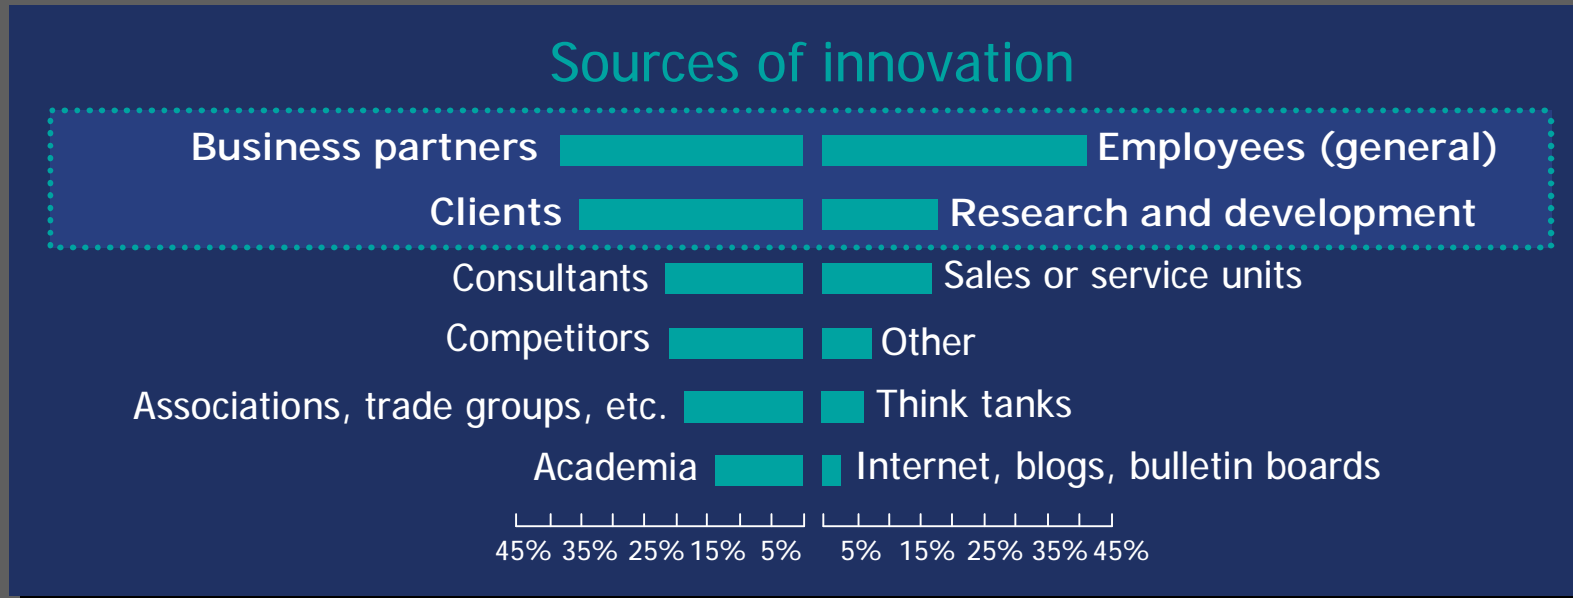 Sources of innovation
Business partners
Employees (general)
Clients
Research and development
Consultants
Sales or service units
Competitors
Other
Associations, trade groups, etc.
Think tanks
Academia
Internet, blogs, bulletin boards
45% 35% 25% 15% 5%
5% 15% 25% 35% 45%